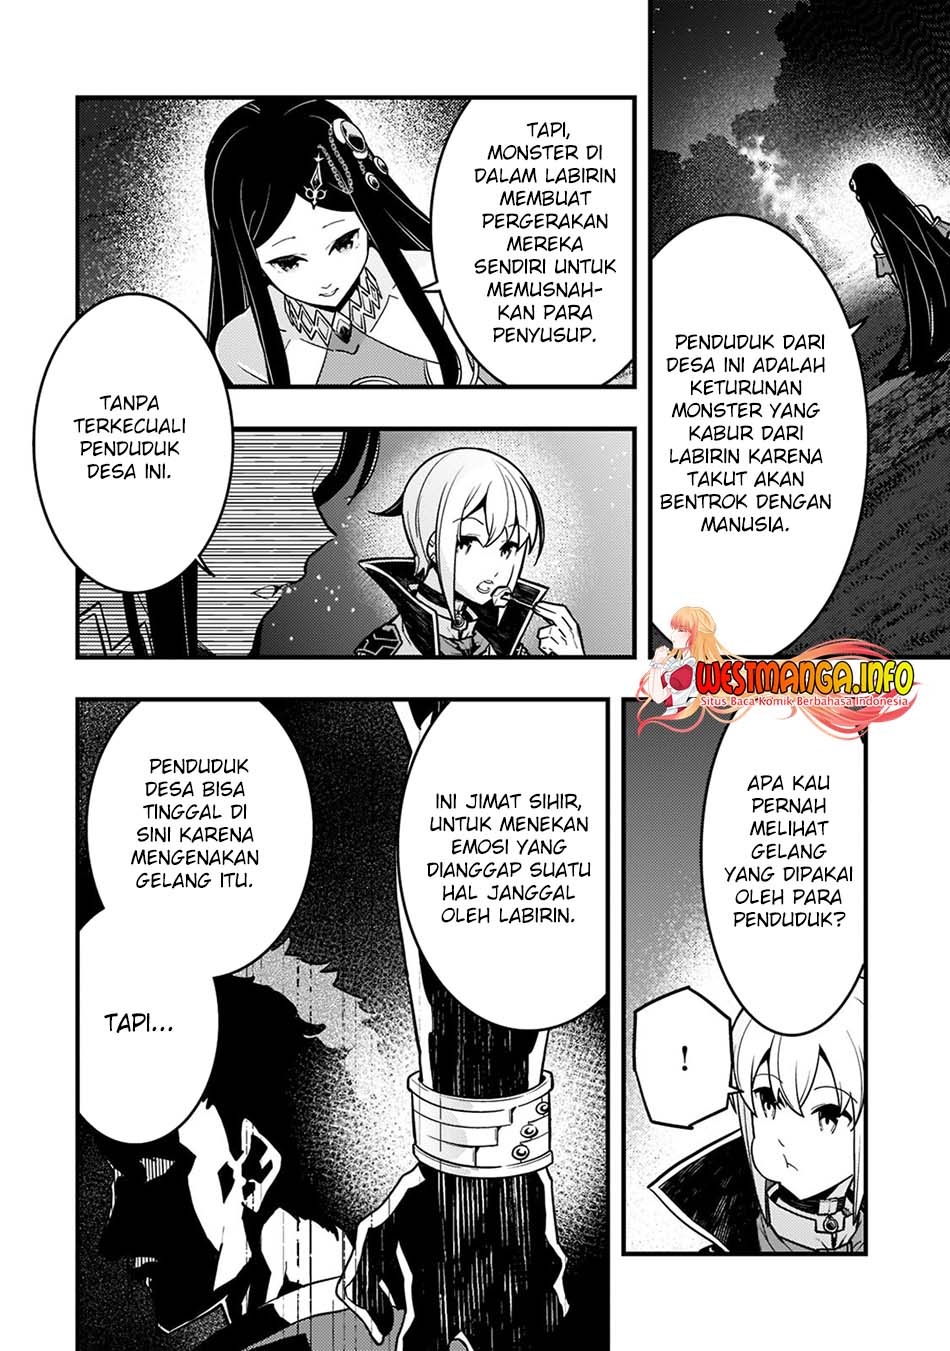 PENDUDUK DARI
DESA INI ADALAH
KETURUNAN
MONSTER YANG
KABUR DARI
LABIRIN KARENA
TAKUT AKAN
BENTROK DENGAN
MANUSIA.
TAPI,
MONSTER DI
DALAM LABIRIN
MEMBUAT
PERGERAKAN
MEREKA
SENDIRI UNTUK
MEMUSNAH-
KAN PARA
PENYUSUP.
TANPA
TERKECUALI
PENDUDUK
DESA INI.
WESTMANGA.INFO
Situs Baca Komik Berbahasa Indonesia
APA KAU
PERNAH
MELIHAT
GELANG
YANG DIPAKAI
OLEH PARA
PENDUDUK?
!
INI JIMAT SIHIR,
UNTUK MENEKAN
EMOSI YANG
DIANGGAP SUATU
HAL JANGGAL
OLEH LABIRIN.
PENDUDUK
DESA BISA
TINGGAL DI
SINI KARENA
MENGENAKAN
GELANG ITU.
TAPI...